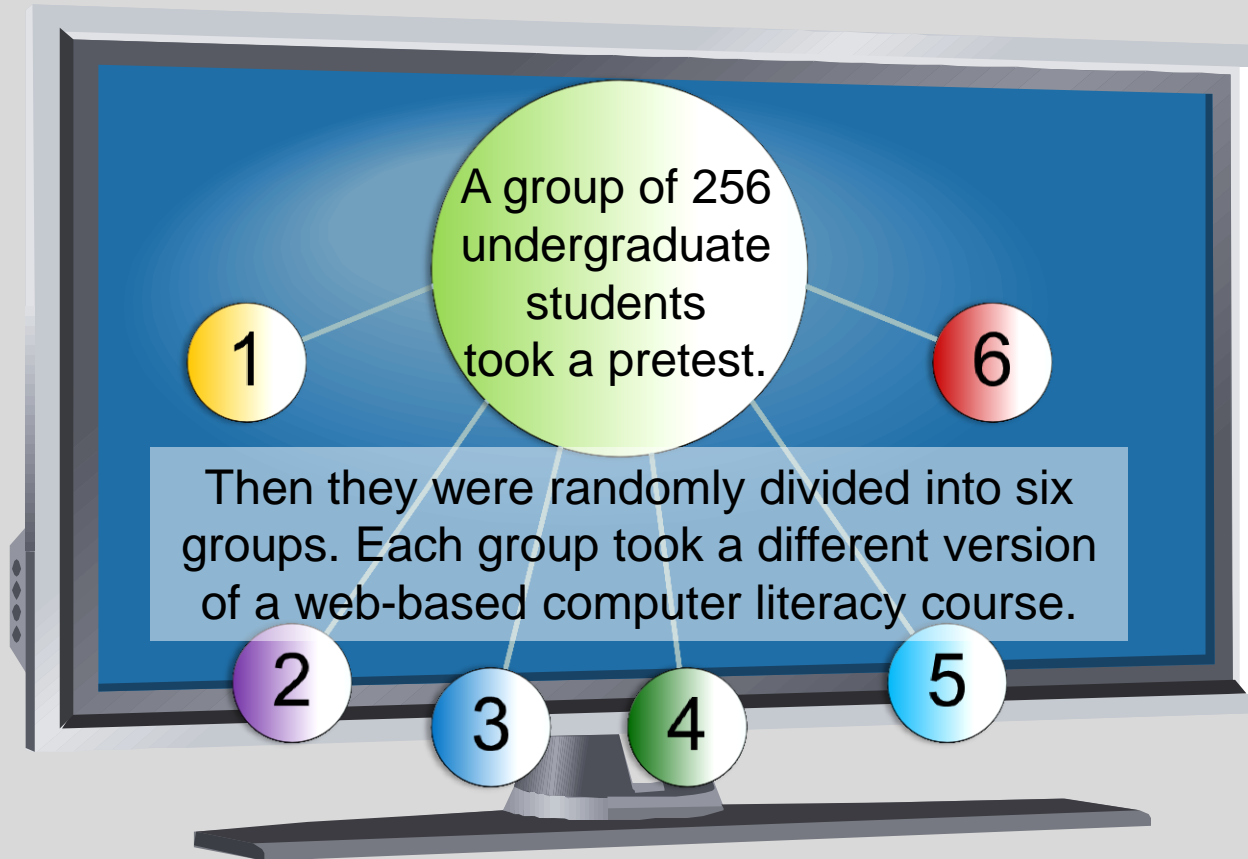 A group of 256
undergraduate
students
took a pretest.
1
6
Then they were randomly divided into six
groups. Each group took a different version
of a web-based computer literacy course.
2
3
4
5